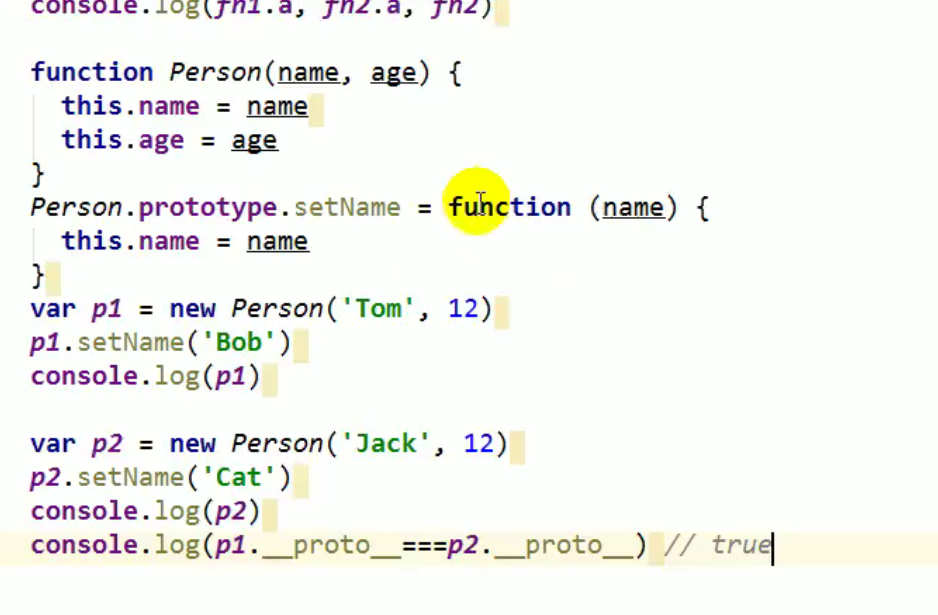 console.log(fn1.a, fn2.a, fn2)
function Person(name, age) {
this.name = name
this.age = age
}
Person.prototype.setName = function (name) {
this.name = name
}
var p1 = new Person('Tom', 12)
p1.setName('Bob')
console.log(p1)
var p2 = new Person('Jack', 12)
p2.setName('Cat')
console.log(p2)
console.log(p1.__proto__===p2.__proto__) // true